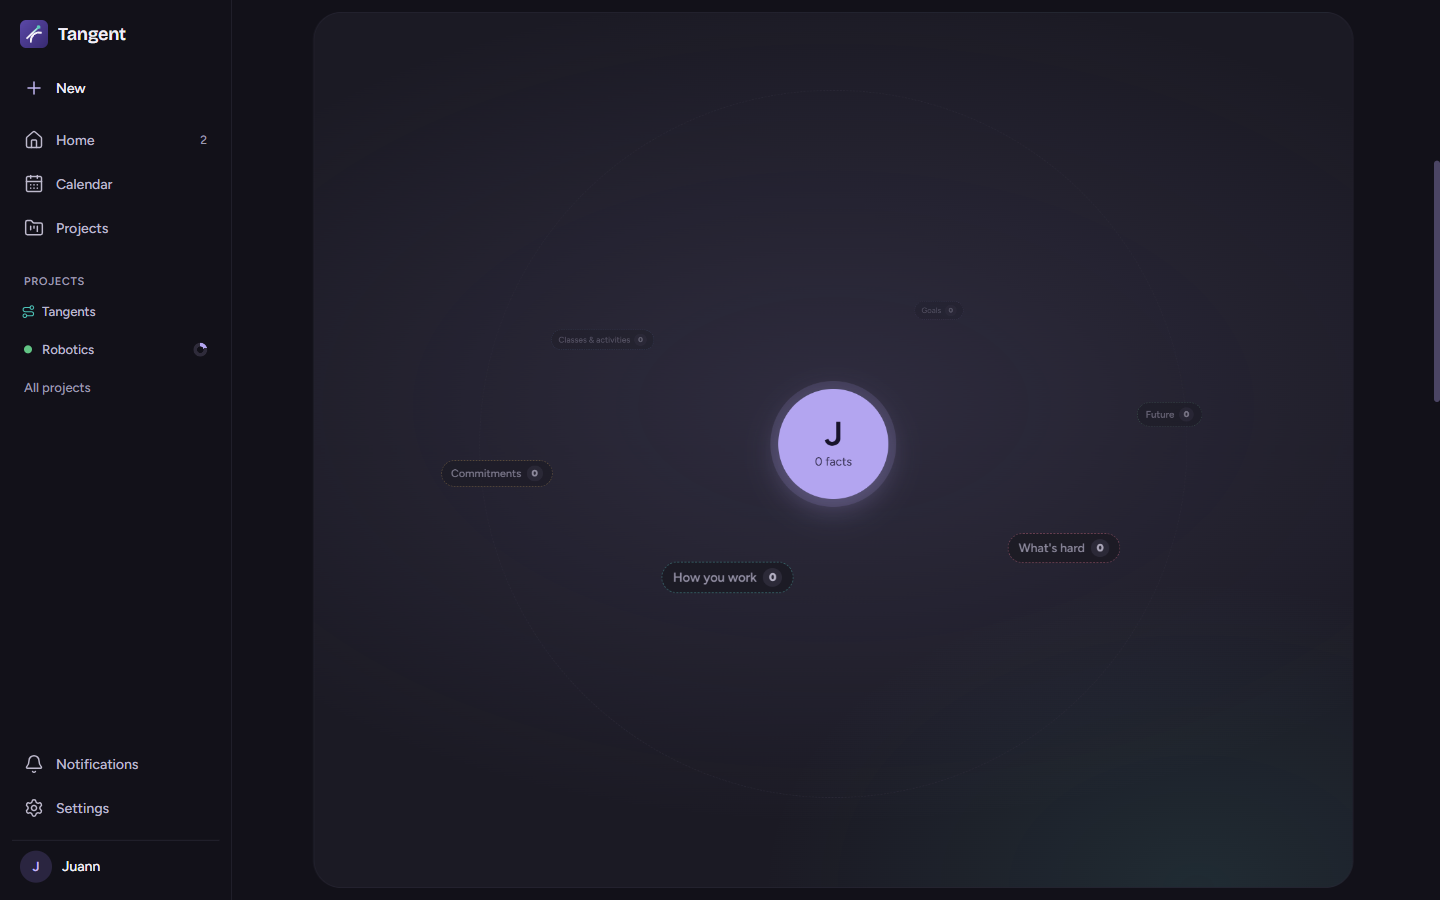 Tangent
New
Home 2
Calendar
Projects
PROJECTS
Tangents
Robotics
All projects
Goals 0
Classes & activities 0
J
0 facts
Future 0
Commitments 0
What's hard 0
How you work 0
Notifications
Settings
J Juann